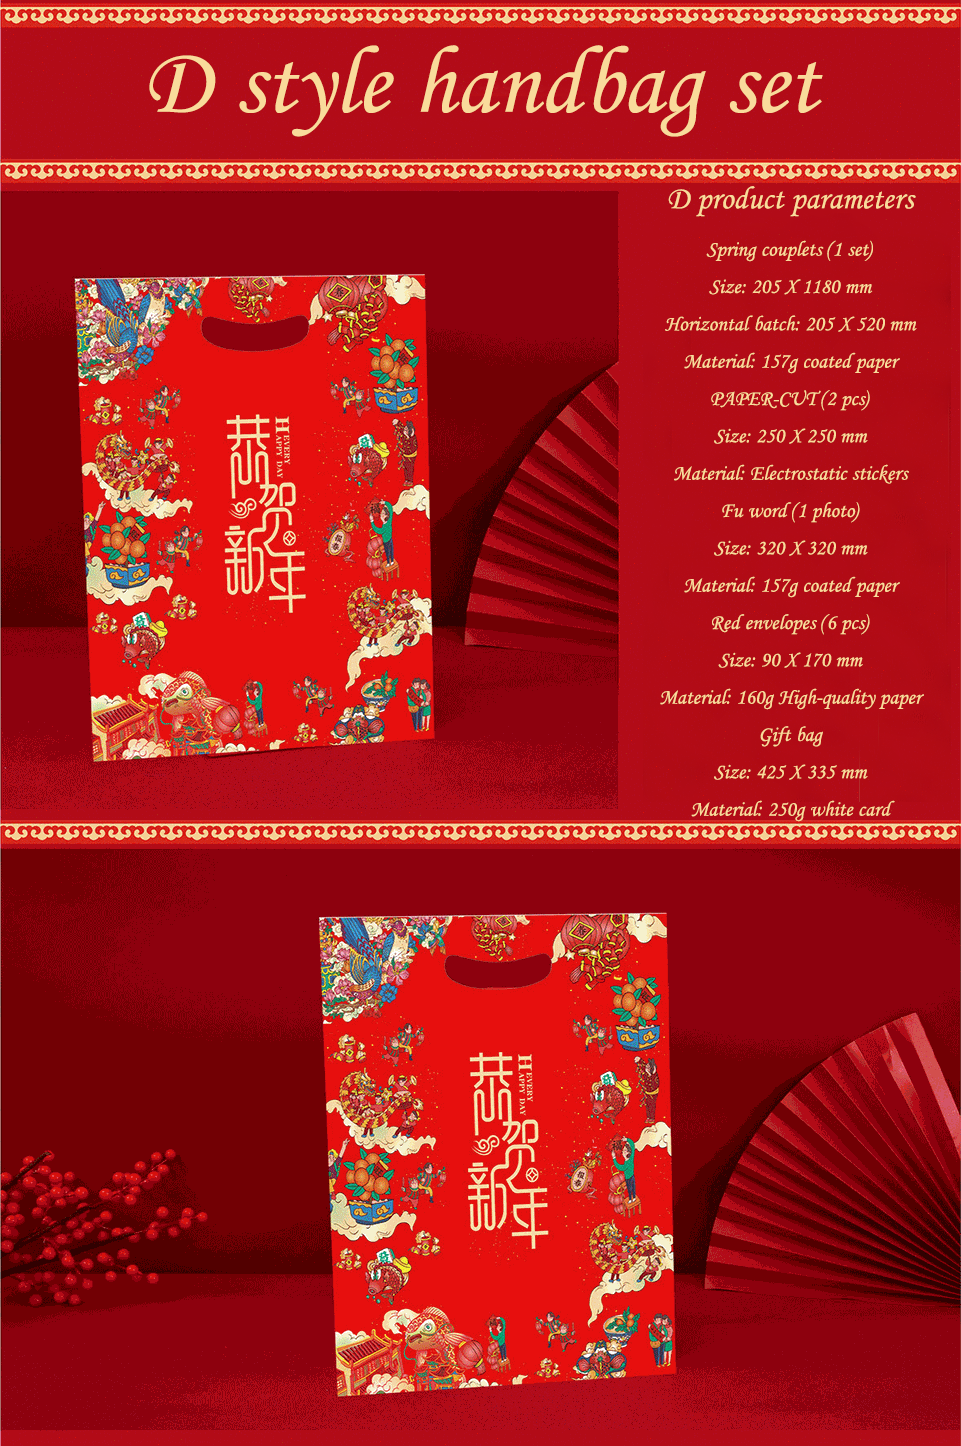 D style handbag set
D product parameters
Spring couplets (1 set)
Size: 205 X 1180 mm
Horizontal batch: 205 X 520 mm
Material: 157g coated paper
PAPER-CUT (2 pcs)
Size: 250 X 250 mm
Material: Electrostatic stickers
Fu word (1 photo)
Size: 320 X 320 mm
Material: 157g coated paper
Red envelopes (6 pcs)
Size: 90 X 170 mm
Material: 160g High-quality paper
Gift bag
Size: 425 X 335 mm
Material: 250g white card
恭贺新年
HAPPY EVERY DAY
恭贺新年
HAPPY EVERY DAY